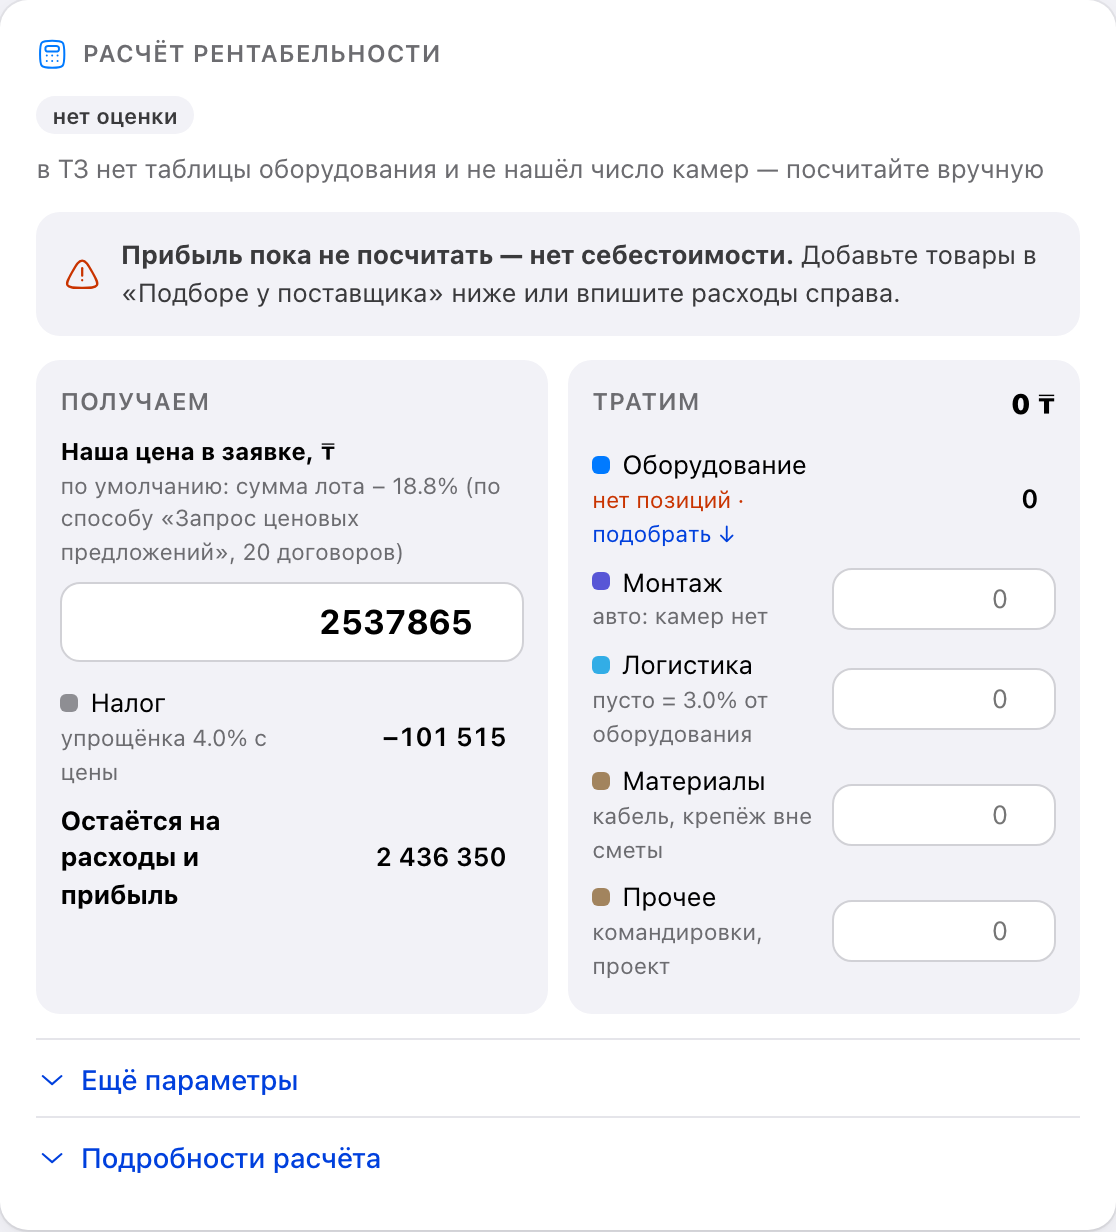 РАСЧЁТ РЕНТАБЕЛЬНОСТИ
нет оценки
в ТЗ нет таблицы оборудования и не нашёл число камер — посчитайте вручную
Прибыль пока не посчитать — нет себестоимости. Добавьте товары в
«Подборе у поставщика» ниже или впишите расходы справа.
ПОЛУЧАЕМ
Наша цена в заявке, ₸
по умолчанию: сумма лота − 18.8% (по
способу «Запрос ценовых
предложений», 20 договоров)
2537865
Налог
упрощёнка 4.0% с
цены
−101 515
Остаётся на
расходы и
прибыль
2 436 350
ТРАТИМ
0 ₸
Оборудование
нет позиций ·
подобрать ↓
0
Монтаж
авто: камер нет
0
Логистика
пусто = 3.0% от
оборудования
0
Материалы
кабель, крепёж вне
сметы
0
Прочее
командировки,
проект
0
Ещё параметры
Подробности расчёта